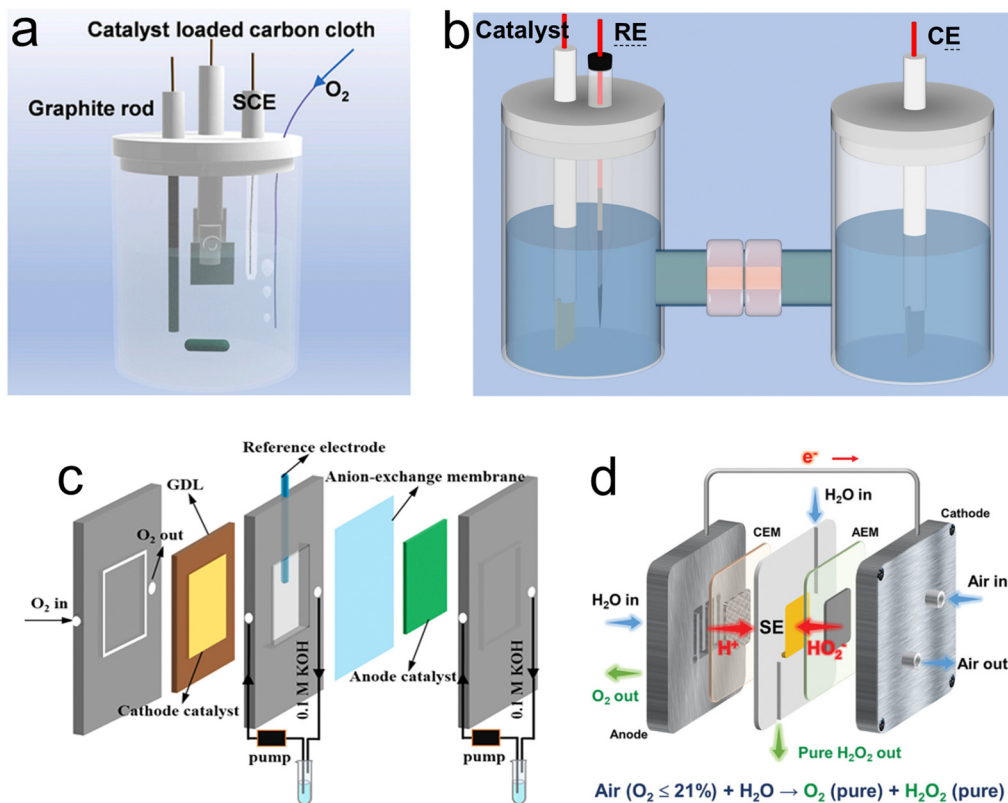 a
Catalyst loaded carbon cloth
O₂
Graphite rod
SCE
b
Catalyst
RE
CE
c
Reference electrode
Anion-exchange membrane
GDL
O₂ out
O₂ in
Cathode catalyst
Anode catalyst
0.1 M KOH
0.1 M KOH
pump
pump
d
e⁻
H₂O in
Cathode
CEM
AEM
Air in
H₂O in
SE
H⁺
HO₂⁻
Air out
O₂ out
Anode
Pure H₂O₂ out
Air (O₂ ≤ 21%) + H₂O → O₂ (pure) + H₂O₂ (pure)